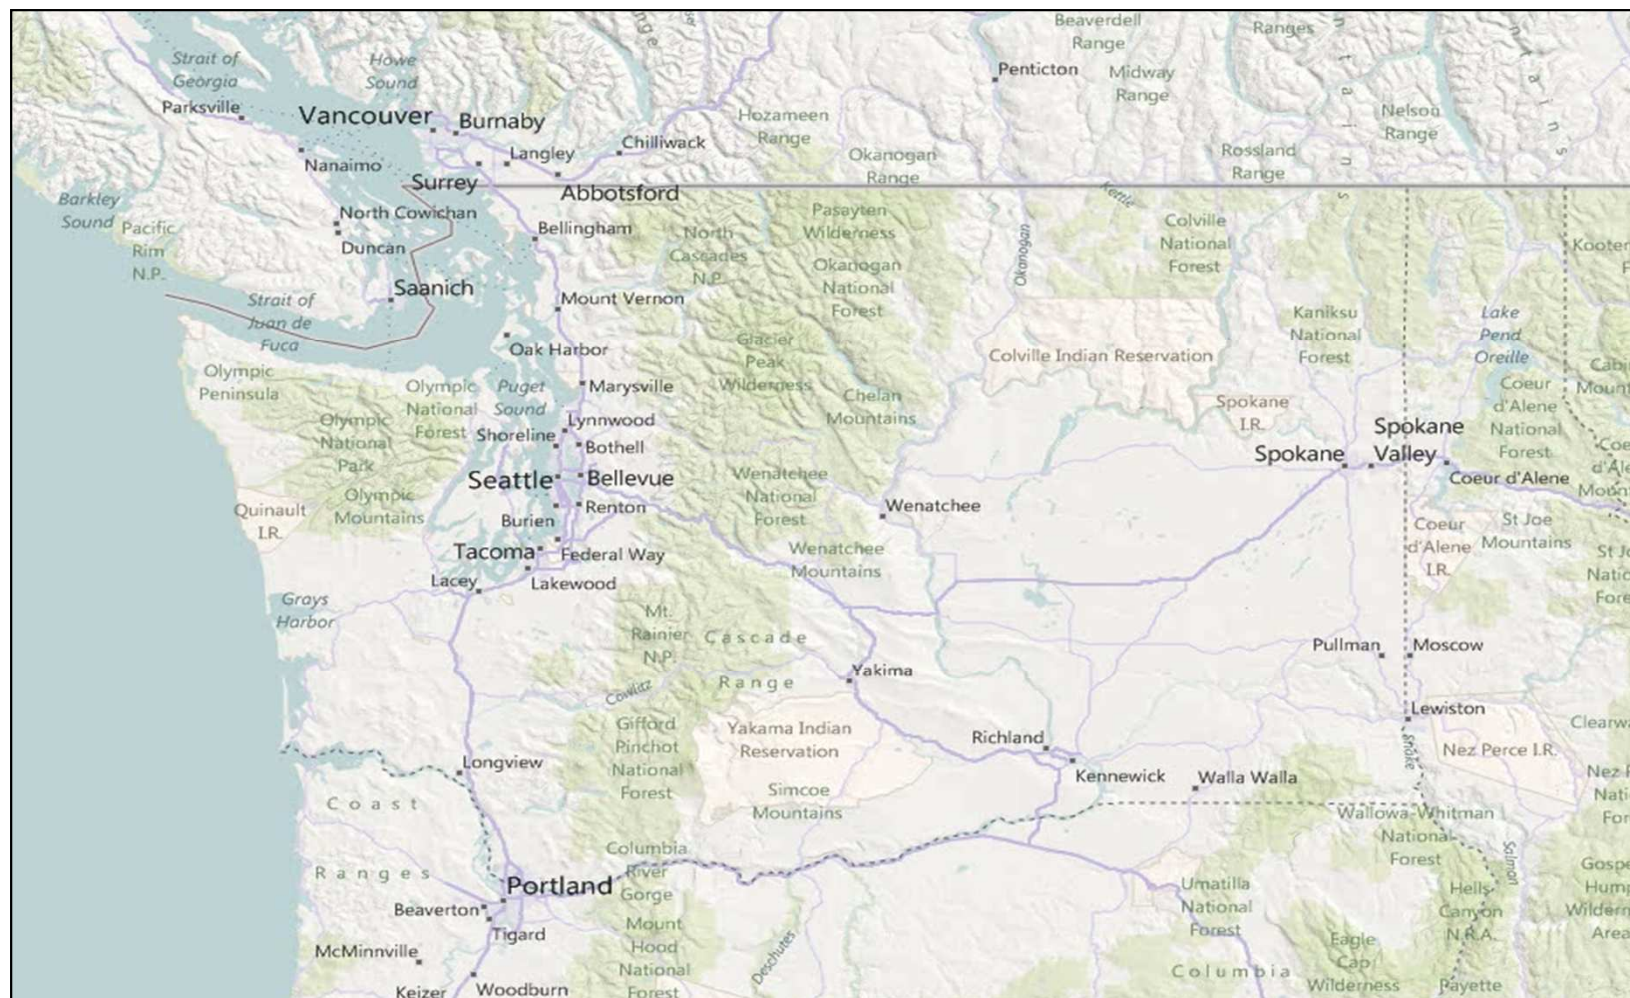 Strait of
Georgia
Howe
Sound
Beaverdell
Range
Ranges
Penticton
Midway
Range
Parksville
Vancouver
Burnaby
Hozameen
Range
Nelson
Range
Nanaimo
Langley
Chilliwack
Okanogan
Range
Rossland
Range
Surrey
Abbotsford
Kettle
Barkley
Sound
Pacific
Rim
N.P.
North Cowichan
Duncan
Bellingham
North
Cascades
N.P.
Pasayten
Wilderness
Okanogan
National
Forest
Okanogan
Colville
National
Forest
Kooten
Saanich
Strait of
Juan de
Fuca
Mount Vernon
Kaniksu
National
Forest
Lake
Pend
Oreille
Oak Harbor
Glacier
Peak
Wilderness
Colville Indian Reservation
Olympic
Peninsula
Olympic
National
Forest
Puget
Sound
Marysville
Chelan
Mountains
Spokane
I.R.
Coeur
d'Alene
National
Forest
Olympic
National
Park
Lynnwood
Shoreline
Bothell
Spokane
Spokane
Valley
Seattle
Bellevue
Wenatchee
National
Forest
Coeur d'Alene
Olympic
Mountains
Quinault
I.R.
Burien
Renton
Wenatchee
Coeur
d'Alene
I.R.
St Joe
Mountains
Tacoma
Federal Way
Wenatchee
Mountains
Lacey
Lakewood
Grays
Harbor
Mt.
Rainier
N.P.
Cascade
Range
Pullman
Moscow
Yakima
Cowlitz
Gifford
Pinchot
National
Forest
Yakama Indian
Reservation
Richland
Lewiston
Snake
Nez Perce I.R.
Longview
Kennewick
Walla Walla
Coast
Ranges
Simcoe
Mountains
Wallowa-Whitman
National
Forest
Salmon
Columbia
River
Gorge
Portland
Beaverton
Tigard
Umatilla
National
Forest
Hells
Canyon
N.R.A.
Mount
Hood
National
Forest
Deschutes
McMinnville
Eagle
Cap
Wilderness
Columbia
Keizer
Woodburn
Payette